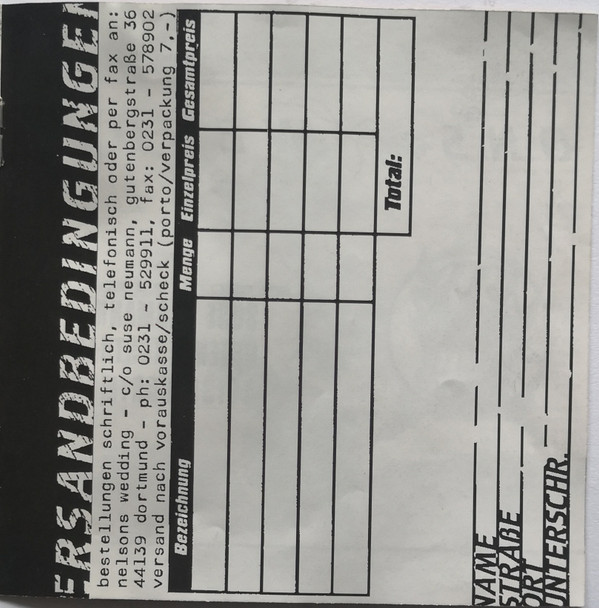 ERSANDBEDINGUNGEN
bestellungen schriftlich, telefonisch oder per fax an:
nelsons wedding - c/o suse neumann, gutenbergstraße 36
44139 dortmund - ph: 0231 - 529911, fax: 0231 - 578902
versand nach vorauskasse/scheck (porto/verpackung 7,-)
Bezeichnung Menge Einzelpreis Gesamtpreis
Total:
NAME
STRAßE
ORT
UNTERSCHR.